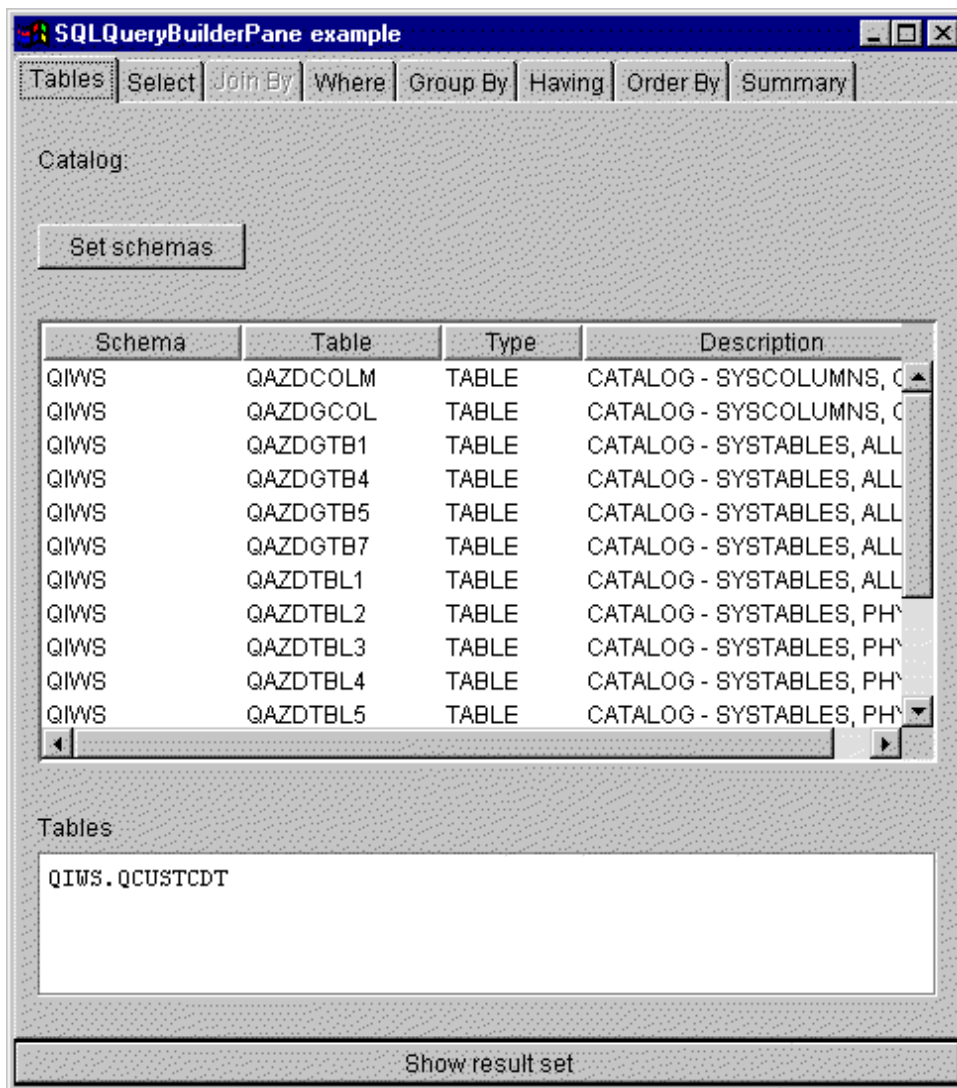 SQLQueryBuilderPane example
Tables Select Join By Where Group By Having Order By Summary
Catalog:
Set schemas
Schema Table Type Description
QIWS QAZDCOLM TABLE CATALOG - SYSCOLUMNS, C
QIWS QAZDGCOL TABLE CATALOG - SYSCOLUMNS, C
QIWS QAZDGTB1 TABLE CATALOG - SYSTABLES, ALL
QIWS QAZDGTB4 TABLE CATALOG - SYSTABLES, ALL
QIWS QAZDGTB5 TABLE CATALOG - SYSTABLES, ALL
QIWS QAZDGTB7 TABLE CATALOG - SYSTABLES, ALL
QIWS QAZDTBL1 TABLE CATALOG - SYSTABLES, ALL
QIWS QAZDTBL2 TABLE CATALOG - SYSTABLES, PHY
QIWS QAZDTBL3 TABLE CATALOG - SYSTABLES, PHY
QIWS QAZDTBL4 TABLE CATALOG - SYSTABLES, PHY
QIWS QAZDTBL5 TABLE CATALOG - SYSTABLES, PHY
Tables
QIWS.QCUSTCDT
Show result set